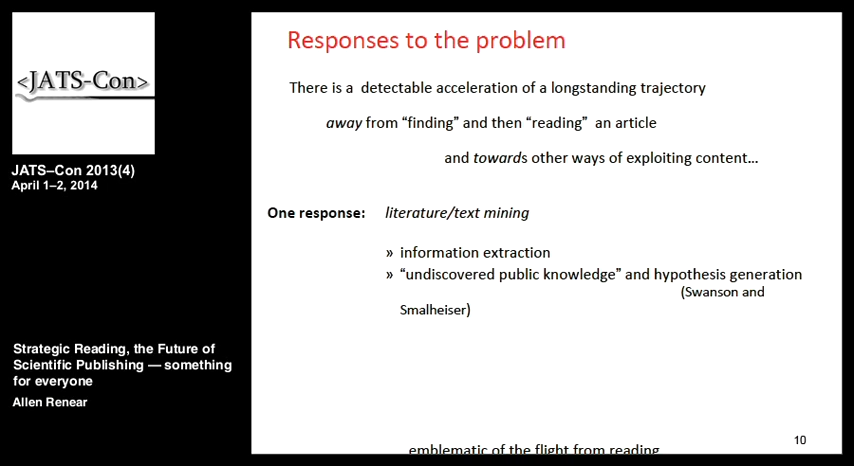 <JATS-Con>
JATS–Con 2013(4)
April 1–2, 2014
Strategic Reading, the Future of
Scientific Publishing — something
for everyone
Allen Renear
Responses to the problem
There is a detectable acceleration of a longstanding trajectory
away from “finding” and then “reading” an article
and towards other ways of exploiting content…
One response: literature/text mining
» information extraction
» “undiscovered public knowledge” and hypothesis generation
(Swanson and
Smalheiser)
10
emblematic of the flight from reading